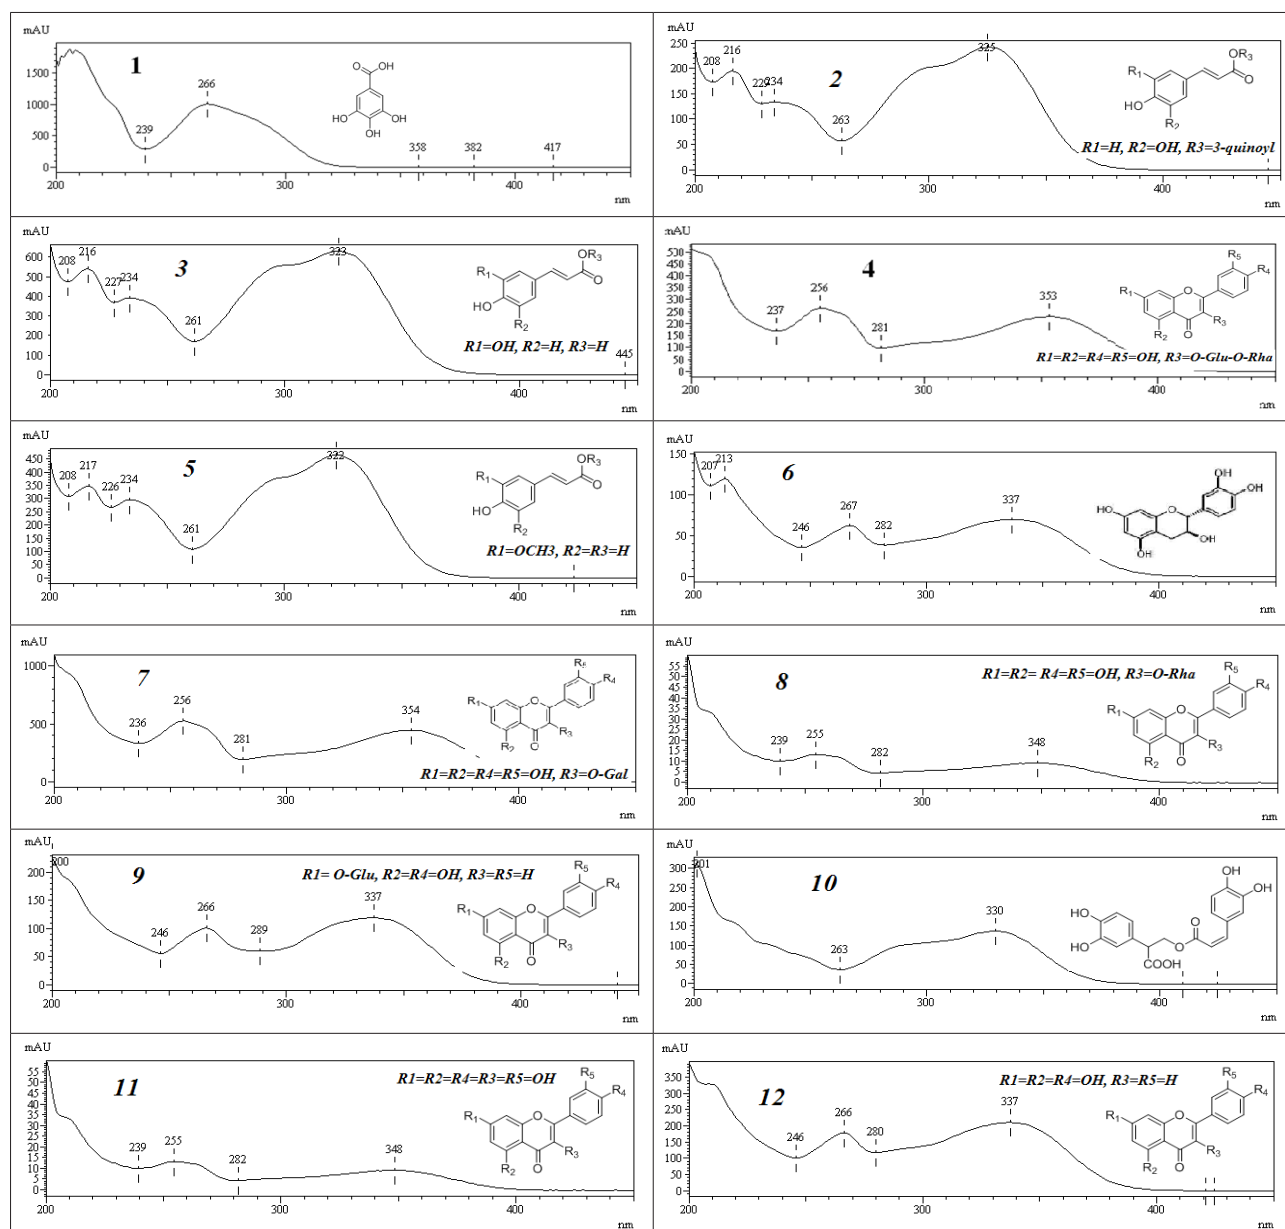 mAU
1
1500
1000
500
0
239
266
358
382
417
200
300
400
nm
O
OH
HO
OH
OH
mAU
2
250
200
150
100
50
0
208
216
229
234
263
325
200
300
400
nm
R1
OR3
O
HO
R2
R1=H, R2=OH, R3=3-quinoyl
mAU
3
600
500
400
300
200
100
0
208
216
227
234
261
323
445
200
300
400
nm
R1
OR3
O
HO
R2
R1=OH, R2=H, R3=H
mAU
4
530
480
430
380
330
280
230
180
130
80
30
0
237
256
281
353
200
300
400
nm
R5
R4
R1
O
R3
R2
O
R1=R2=R4=R5=OH, R3=O-Glu-O-Rha
mAU
5
450
400
350
300
250
200
150
100
50
0
208
217
226
234
261
322
200
300
400
nm
R1
OR3
O
HO
R2
R1=OCH3, R2=R3=H
mAU
6
150
100
50
0
207
213
246
267
282
337
200
300
400
nm
OH
HO
OH
HO
O
OH
OH
mAU
7
1000
500
0
236
256
281
354
200
300
400
nm
R5
R4
R1
O
R3
R2
O
R1=R2=R4=R5=OH, R3=O-Gal
mAU
8
R1=R2= R4=R5=OH, R3=O-Rha
55
50
45
40
35
30
25
20
15
10
5
0
239
255
282
348
200
300
400
nm
R5
R4
R1
O
R3
R2
O
mAU
9
R1= O-Glu, R2=R4=OH, R3=R5=H
200
150
100
50
0
200
246
266
289
337
200
300
400
nm
R5
R4
R1
O
R3
R2
O
mAU
10
300
250
200
150
100
50
0
201
263
330
200
300
400
nm
OH
HO
HO
HO
O
O
COOH
mAU
11
R1=R2=R4=R3=R5=OH
55
50
45
40
35
30
25
20
15
10
5
0
239
255
282
348
200
300
400
nm
R5
R4
R1
O
R3
R2
O
mAU
12
R1=R2=R4=OH, R3=R5=H
350
300
250
200
150
100
50
0
246
266
280
337
200
300
400
nm
R5
R4
R1
O
R3
R2
O